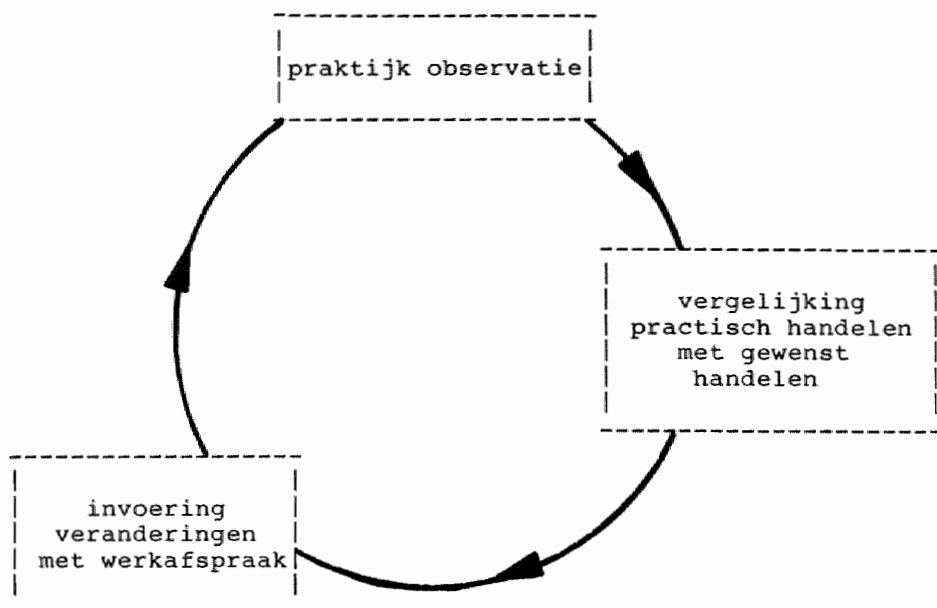 praktijk observatie
vergelijking
practisch handelen
met gewenst
handelen
invoering
veranderingen
met werkafspraak